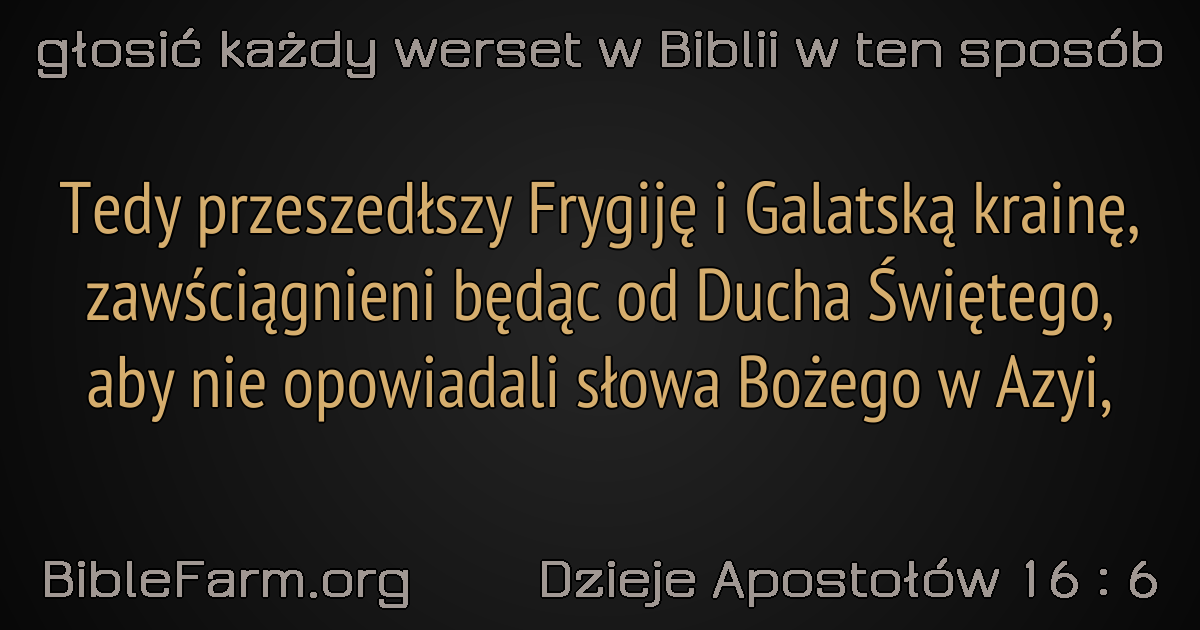 głosić każdy werset w Biblii w ten sposób
Tedy przeszedłszy Frygiję i Galatską krainę,
zawściągnieni będąc od Ducha Świętego,
aby nie opowiadali słowa Bożego w Azyi,
BibleFarm.org
Dzieje Apostołów 16 : 6